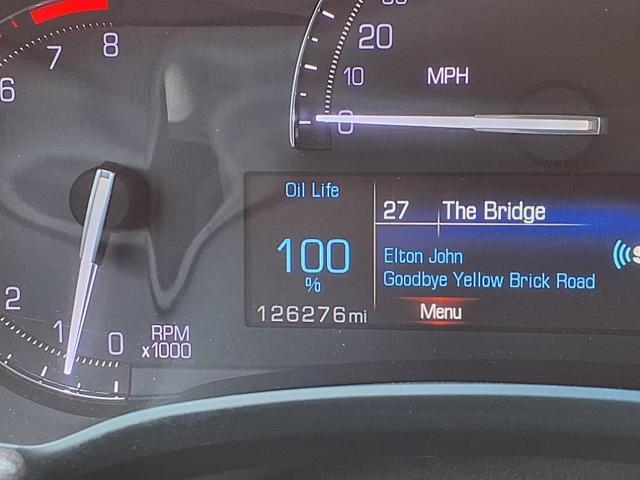 8
7
6
20
10
MPH
0
Oil Life
27 The Bridge
100
%
Elton John
Goodbye Yellow Brick Road
126276mi
Menu
2
1
0
RPM
x1000